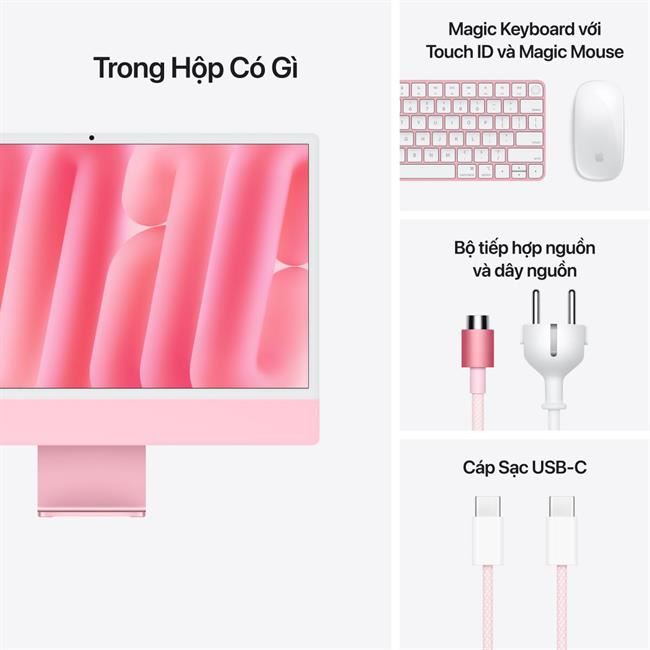 Trong Hộp Có Gì
Magic Keyboard với
Touch ID và Magic Mouse
Bộ tiếp hợp nguồn
và dây nguồn
Cáp Sạc USB-C